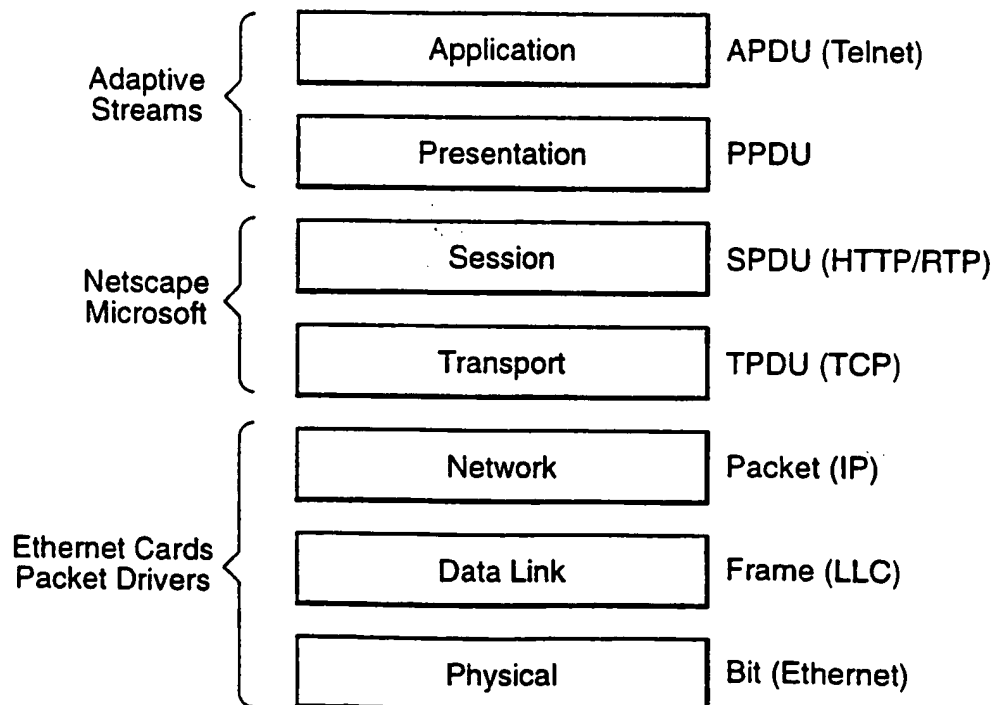 Application
APDU (Telnet)
Adaptive
Streams
Presentation
PPDU
Session
SPDU (HTTP/RTP)
Netscape
Microsoft
Transport
TPDU (TCP)
Network
Packet (IP)
Ethernet Cards
Packet Drivers
Data Link
Frame (LLC)
Physical
Bit (Ethernet)